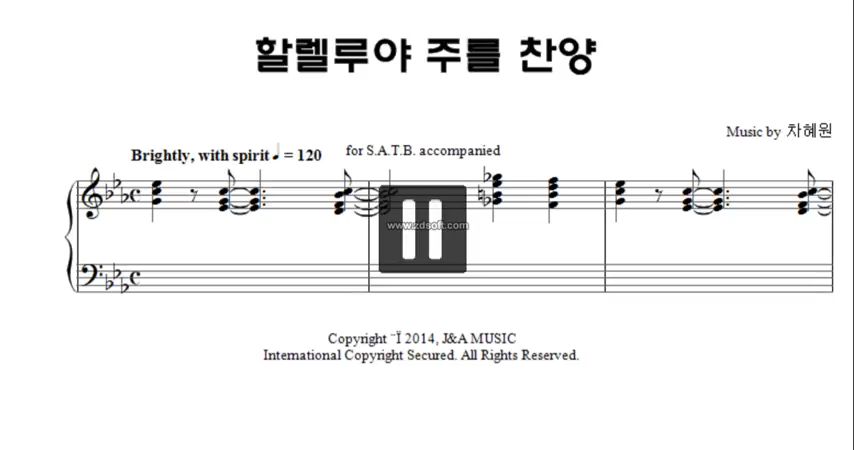 할렐루야 주를 찬양
Music by 차혜원
Brightly, with spirit ♩ = 120
for S.A.T.B. accompanied
www.zdsoft.com
Copyright ¨Ï 2014, J&A MUSIC
International Copyright Secured. All Rights Reserved.